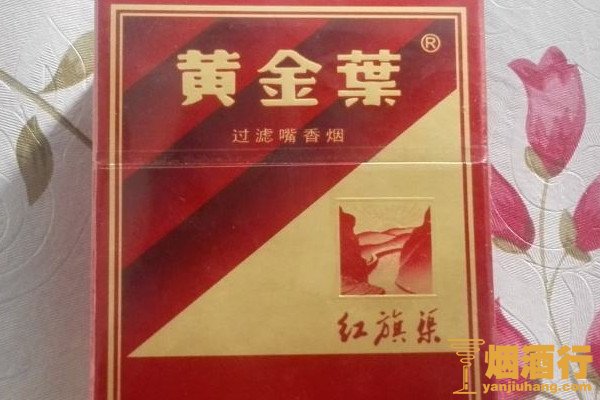 黄金葉®
过滤嘴香烟
红旗渠
烟酒行
yanjiuhang.com